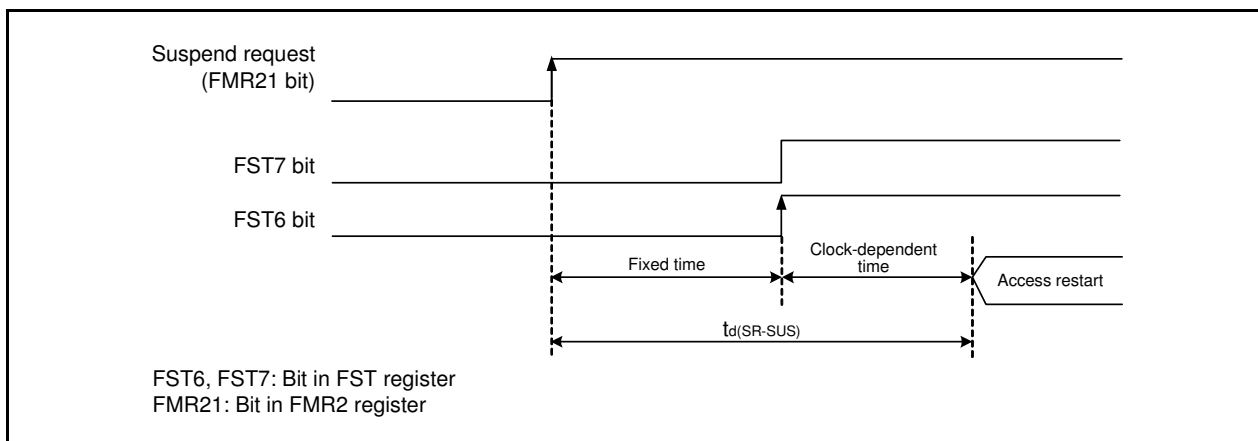 Suspend request
(FMR21 bit)
FST7 bit
FST6 bit
Fixed time
Clock-dependent
time
Access restart
td(SR-SUS)
FST6, FST7: Bit in FST register
FMR21: Bit in FMR2 register